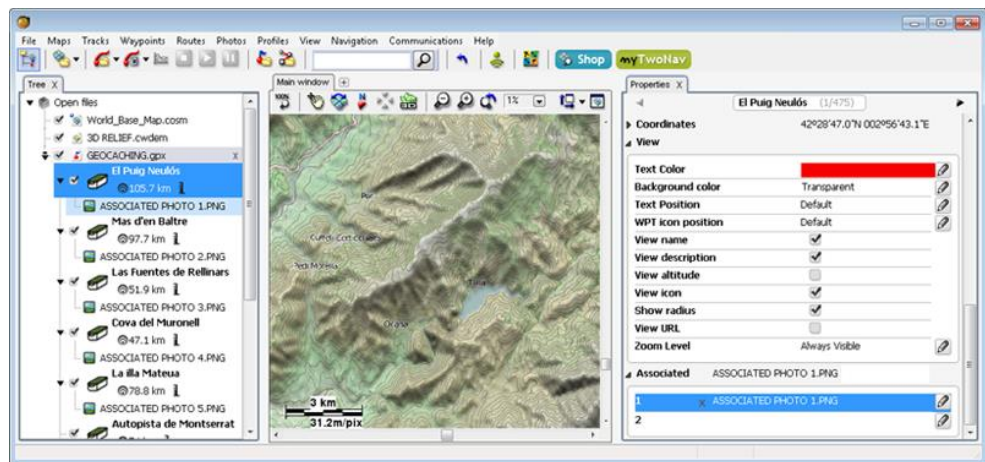 File Maps Tracks Waypoints Routes Photos Profiles View Navigation Communications Help
Shop
myTwoNav
Tree X
Open files
World_Base_Map.cosm
3D RELIEF.cwdem
GEOCACHING.gpx x
El Puig Neulós
105.7 km
ASSOCIATED PHOTO 1.PNG
Mas d'en Baltre
97.7 km
ASSOCIATED PHOTO 2.PNG
Las Fuentes de Rellinars
51.9 km
ASSOCIATED PHOTO 3.PNG
Cova del Muronell
47.1 km
ASSOCIATED PHOTO 4.PNG
La illa Mateua
78.8 km
ASSOCIATED PHOTO 5.PNG
Autopista de Montserrat
Main window
100%
1%
3 km
31.2m/pix
Properties X
El Puig Neulós (1/475)
Coordinates 42º28'47.0"N 002º56'43.1"E
View
Text Color
Background color Transparent
Text Position Default
WPT icon position Default
View name
View description
View altitude
View icon
Show radius
View URL
Zoom Level Always Visible
Associated ASSOCIATED PHOTO 1.PNG
1 x ASSOCIATED PHOTO 1.PNG
2